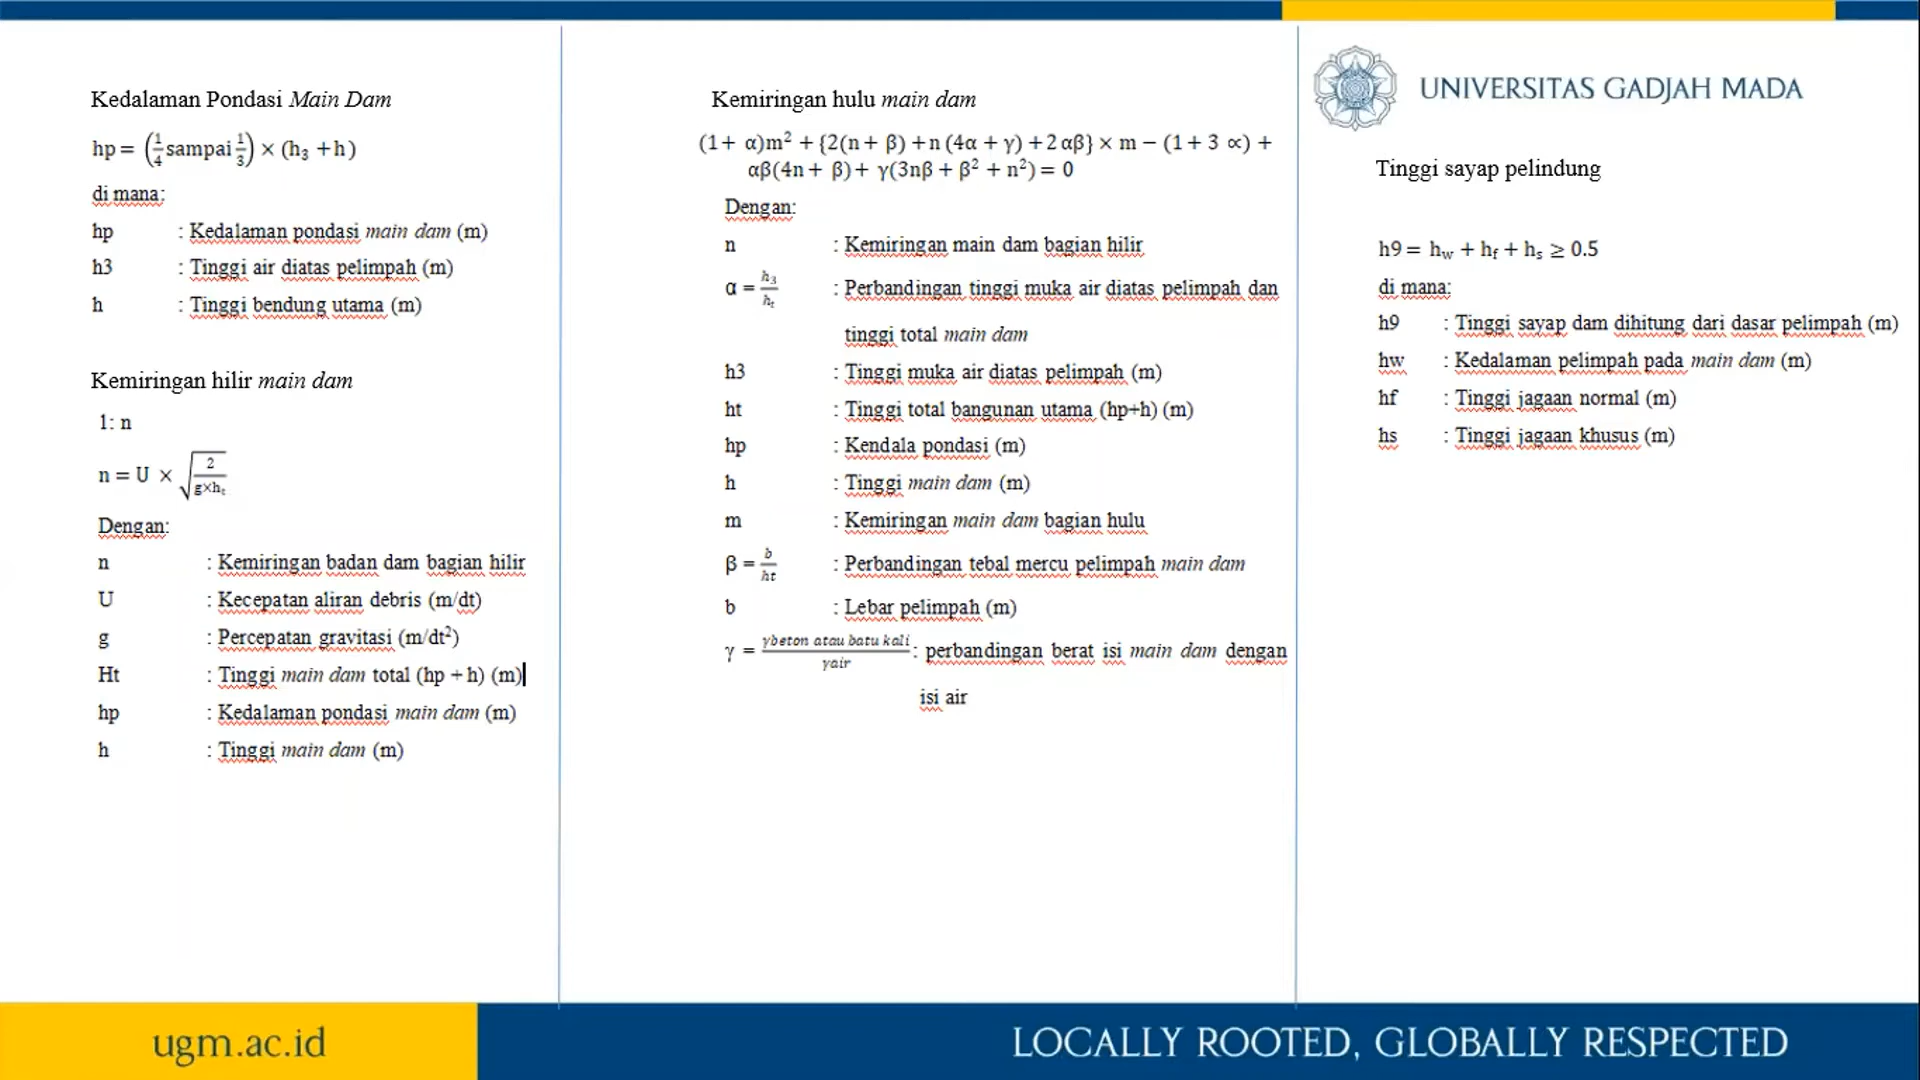 Kedalaman Pondasi Main Dam
hp = (1/4 sampai 1/3) × (h₃ + h)
di mana:
hp : Kedalaman pondasi main dam (m)
h3 : Tinggi air diatas pelimpah (m)
h : Tinggi bendung utama (m)
Kemiringan hilir main dam
1: n
n = U × √(2/(g×hₜ))
Dengan:
n : Kemiringan badan dam bagian hilir
U : Kecepatan aliran debris (m/dt)
g : Percepatan gravitasi (m/dt²)
Ht : Tinggi main dam total (hp + h) (m)
hp : Kedalaman pondasi main dam (m)
h : Tinggi main dam (m)
Kemiringan hulu main dam
(1 + α)m² + {2(n + β) + n (4α + γ) + 2 αβ} × m − (1 + 3 ∝) +
αβ(4n + β) + γ(3nβ + β² + n²) = 0
Dengan:
n : Kemiringan main dam bagian hilir
α = h₃/hₜ : Perbandingan tinggi muka air diatas pelimpah dan
tinggi total main dam
h3 : Tinggi muka air diatas pelimpah (m)
ht : Tinggi total bangunan utama (hp+h) (m)
hp : Kendala pondasi (m)
h : Tinggi main dam (m)
m : Kemiringan main dam bagian hulu
β = b/ht : Perbandingan tebal mercu pelimpah main dam
b : Lebar pelimpah (m)
γ = γbeton atau batu kali/γair : perbandingan berat isi main dam dengan
isi air
UNIVERSITAS GADJAH MADA
Tinggi sayap pelindung
h9 = h_w + h_f + h_s ≥ 0.5
di mana:
h9 : Tinggi sayap dam dihitung dari dasar pelimpah (m)
hw : Kedalaman pelimpah pada main dam (m)
hf : Tinggi jagaan normal (m)
hs : Tinggi jagaan khusus (m)
ugm.ac.id
LOCALLY ROOTED, GLOBALLY RESPECTED